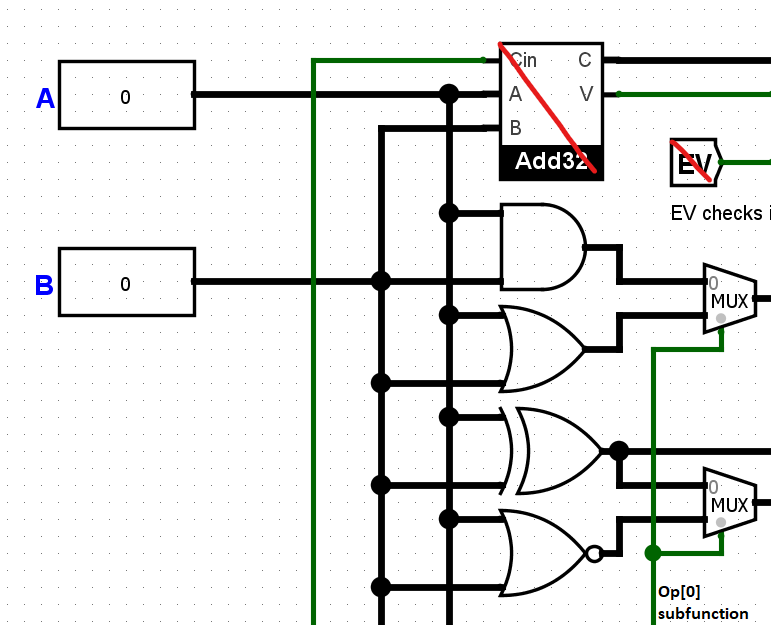 Cin C
A 0
A V
B
Add32
EV
EV checks i
B 0
0
MUX
0
MUX
Op[0]
subfunction